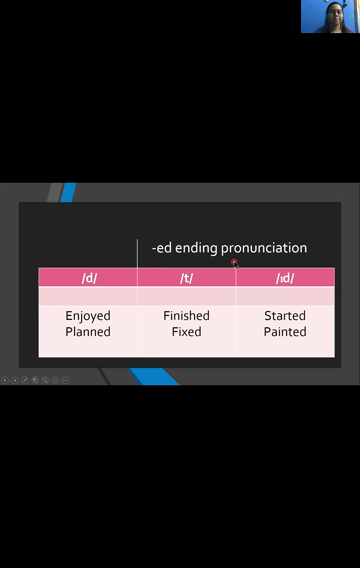 -ed ending pronunciation
/d/ /t/ /ɪd/
Enjoyed Finished Started
Planned Fixed Painted